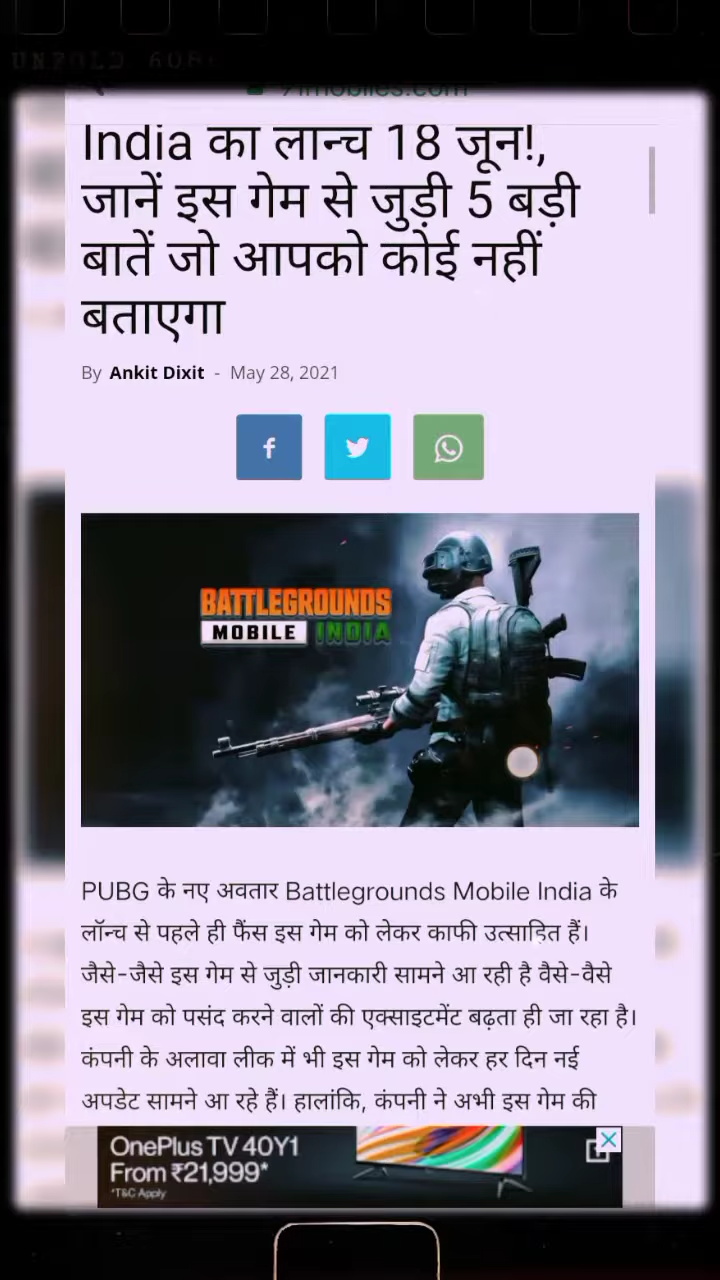 91mobiles.com
India का लान्च 18 जून!,
जानें इस गेम से जुड़ी 5 बड़ी
बातें जो आपको कोई नहीं
बताएगा
By Ankit Dixit - May 28, 2021
BATTLEGROUNDS
MOBILE INDIA
PUBG के नए अवतार Battlegrounds Mobile India के
लॉन्च से पहले ही फैंस इस गेम को लेकर काफी उत्साहित हैं।
जैसे-जैसे इस गेम से जुड़ी जानकारी सामने आ रही है वैसे-वैसे
इस गेम को पसंद करने वालों की एक्साइटमेंट बढ़ता ही जा रहा है।
कंपनी के अलावा लीक में भी इस गेम को लेकर हर दिन नई
अपडेट सामने आ रहे हैं। हालांकि, कंपनी ने अभी इस गेम की
OnePlus TV 40Y1
From ₹21,999*
*T&C Apply